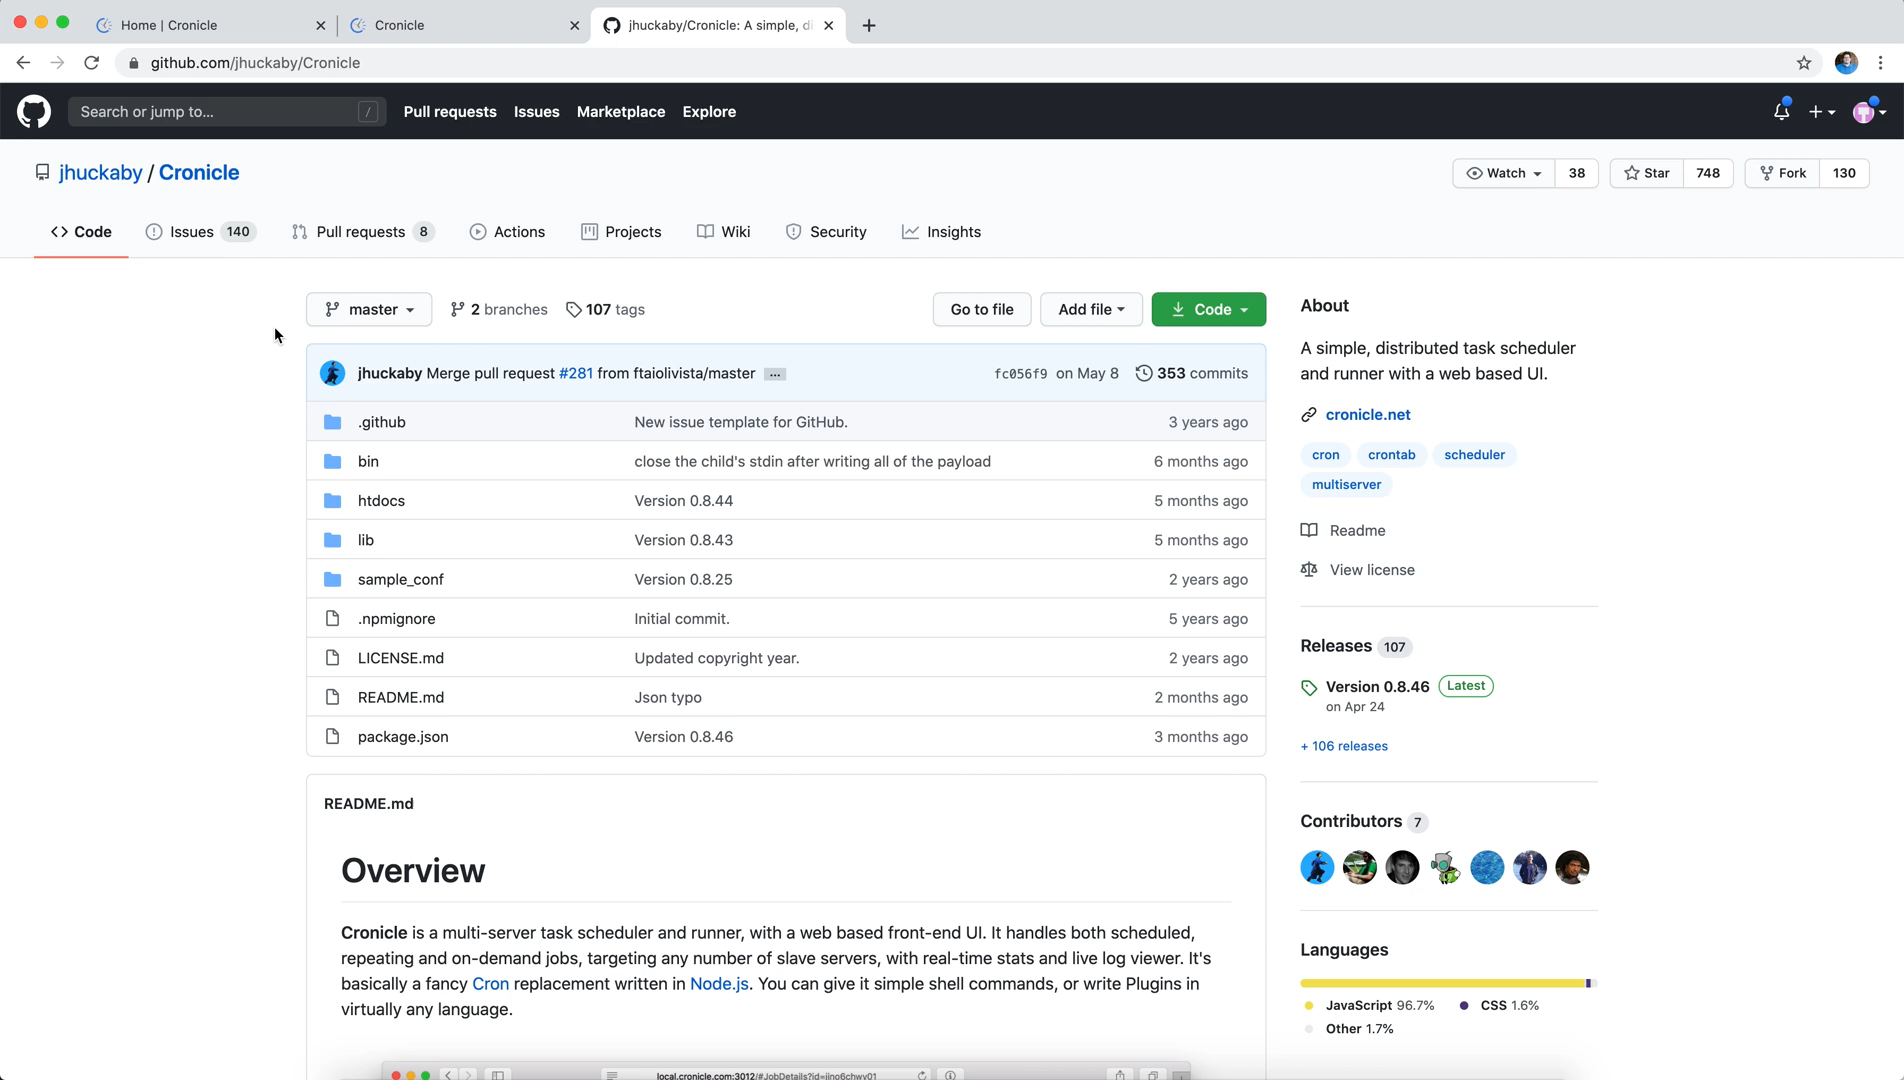 Home | Cronicle
Cronicle
jhuckaby/Cronicle: A simple, di
github.com/jhuckaby/Cronicle
Search or jump to...
/
Pull requests
Issues
Marketplace
Explore
jhuckaby / Cronicle
Watch 38
Star 748
Fork 130
Code
Issues 140
Pull requests 8
Actions
Projects
Wiki
Security
Insights
master
2 branches
107 tags
Go to file
Add file
Code
jhuckaby Merge pull request #281 from ftaiolivista/master ... fc056f9 on May 8 353 commits
.github New issue template for GitHub. 3 years ago
bin close the child's stdin after writing all of the payload 6 months ago
htdocs Version 0.8.44 5 months ago
lib Version 0.8.43 5 months ago
sample_conf Version 0.8.25 2 years ago
.npmignore Initial commit. 5 years ago
LICENSE.md Updated copyright year. 2 years ago
README.md Json typo 2 months ago
package.json Version 0.8.46 3 months ago
README.md
Overview
Cronicle is a multi-server task scheduler and runner, with a web based front-end UI. It handles both scheduled,
repeating and on-demand jobs, targeting any number of slave servers, with real-time stats and live log viewer. It's
basically a fancy Cron replacement written in Node.js. You can give it simple shell commands, or write Plugins in
virtually any language.
local.cronicle.com:3012/#JobDetails?id=jino6chwv01
About
A simple, distributed task scheduler
and runner with a web based UI.
cronicle.net
cron crontab scheduler
multiserver
Readme
View license
Releases 107
Version 0.8.46 Latest
on Apr 24
+ 106 releases
Contributors 7
Languages
JavaScript 96.7% CSS 1.6%
Other 1.7%